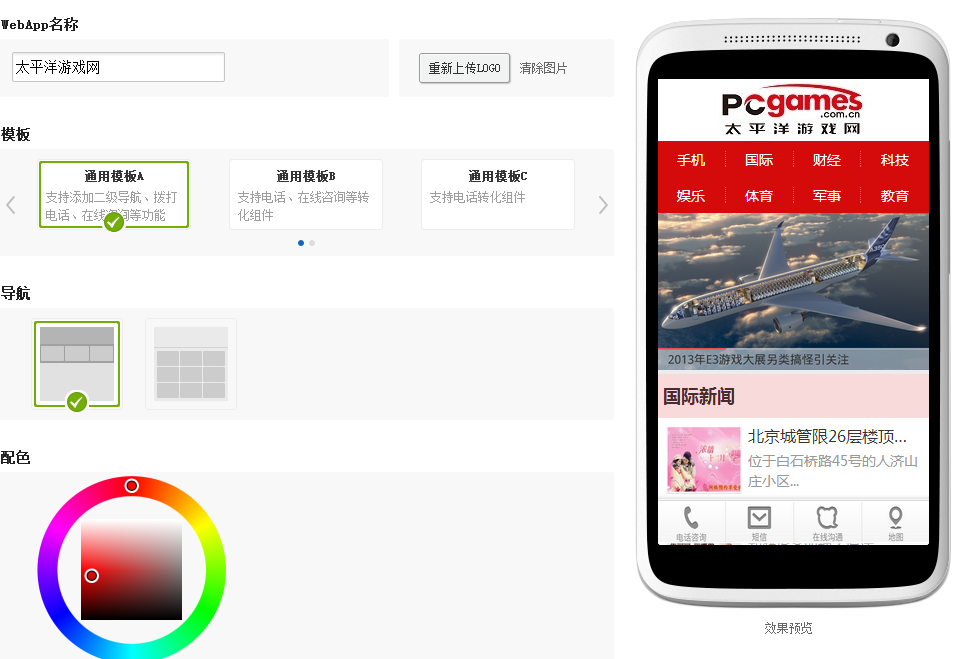 WebApp名称
太平洋游戏网
重新上传LOGO 清除图片
模板
通用模板A
支持添加二级导航、拨打
电话、在线咨询等功能
通用模板B
支持电话、在线咨询等转
化组件
通用模板C
支持电话转化组件
导航
配色
PCgames
.com.cn
太平洋游戏网
手机 国际 财经 科技
娱乐 体育 军事 教育
2013年E3游戏大展另类搞怪引关注
国际新闻
北京城管限26层楼顶...
位于白石桥路45号的人济山
庄小区...
电话咨询 短信 在线沟通 地图
效果预览